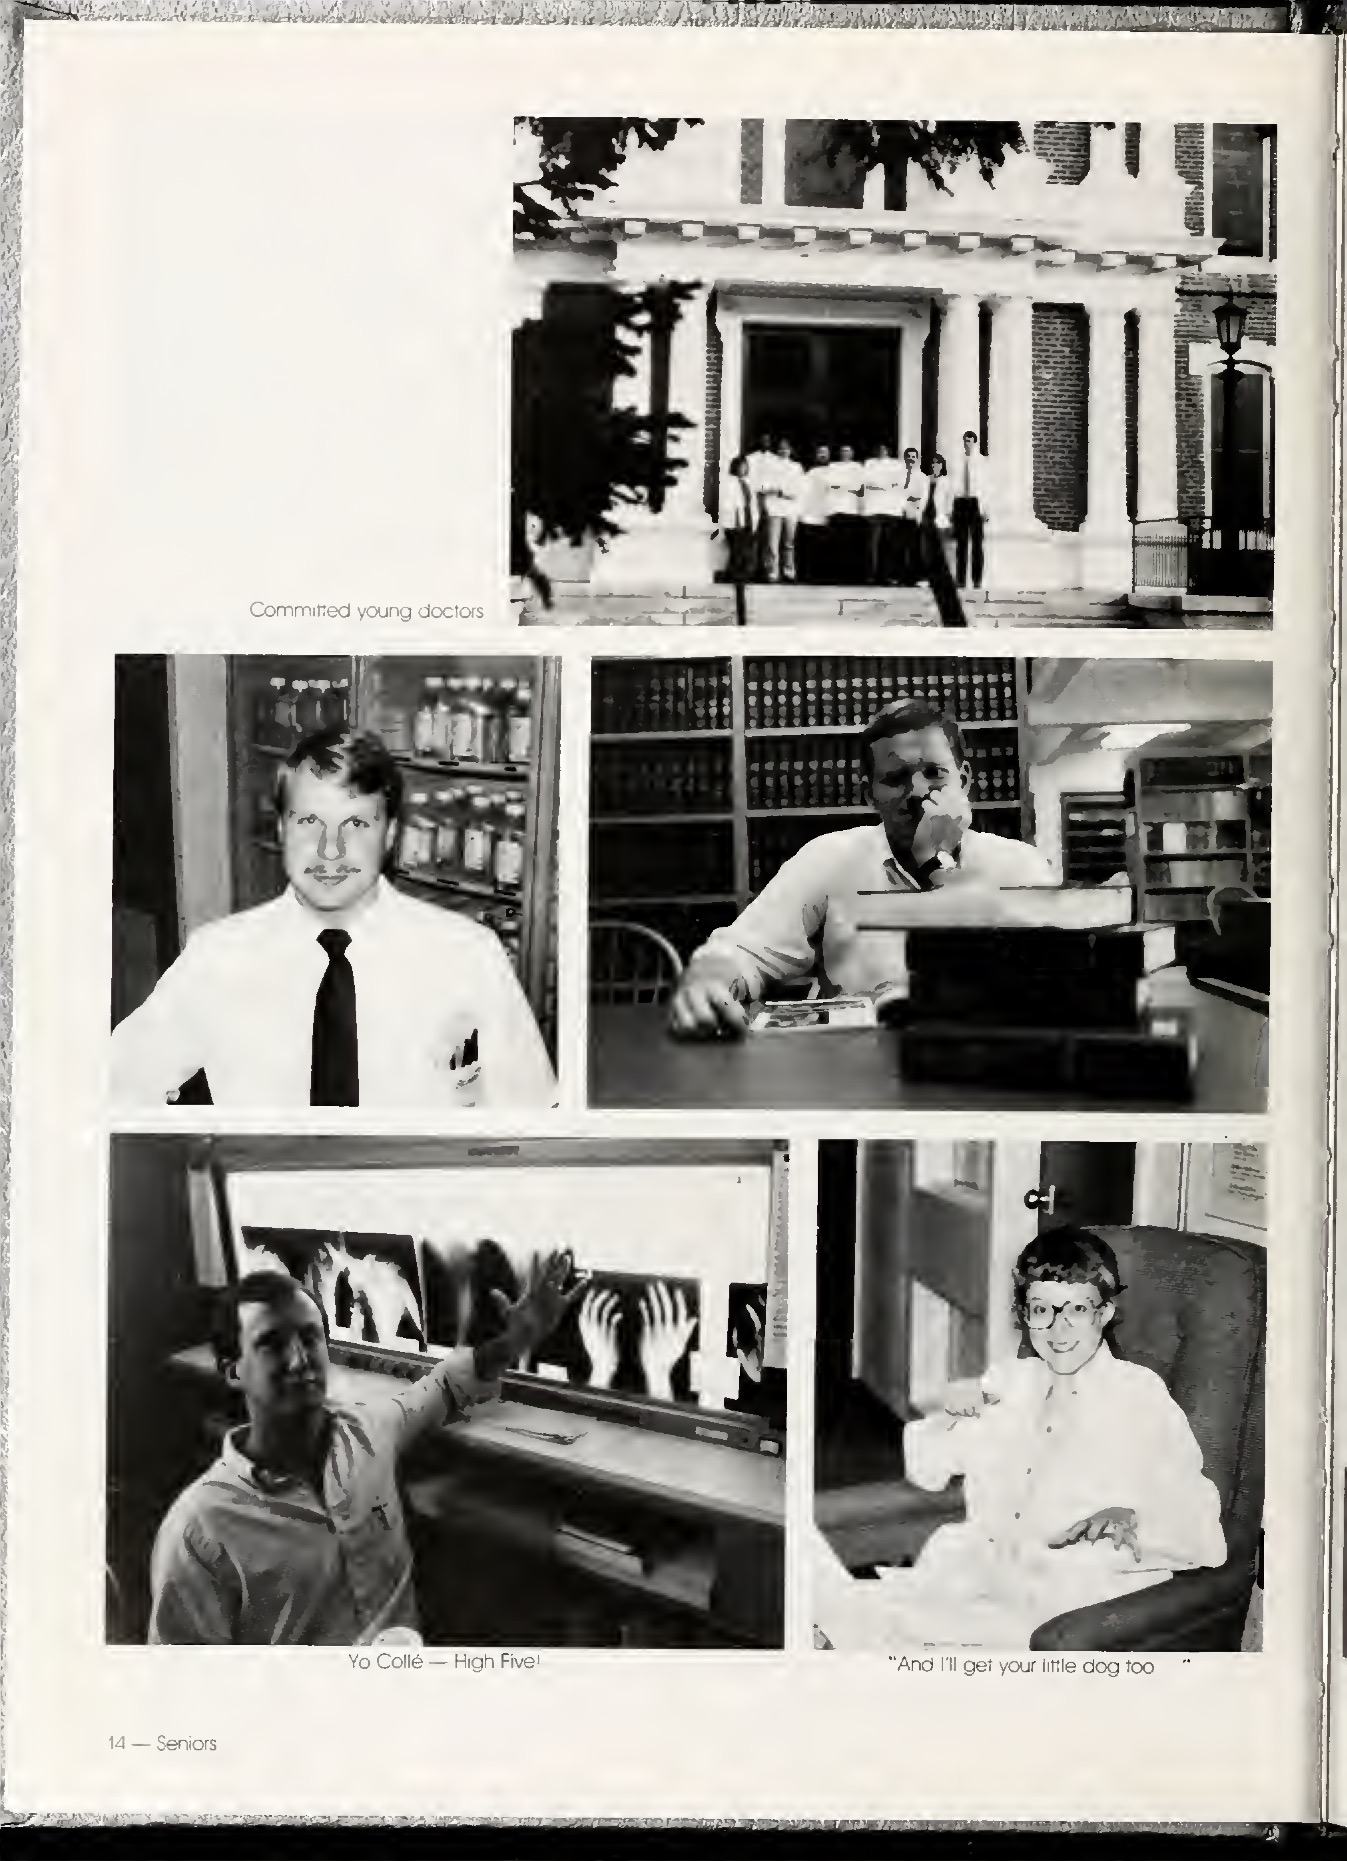 Committed young doctors
Yo Collé — High Five!
"And I'll get your little dog too "
14 — Seniors